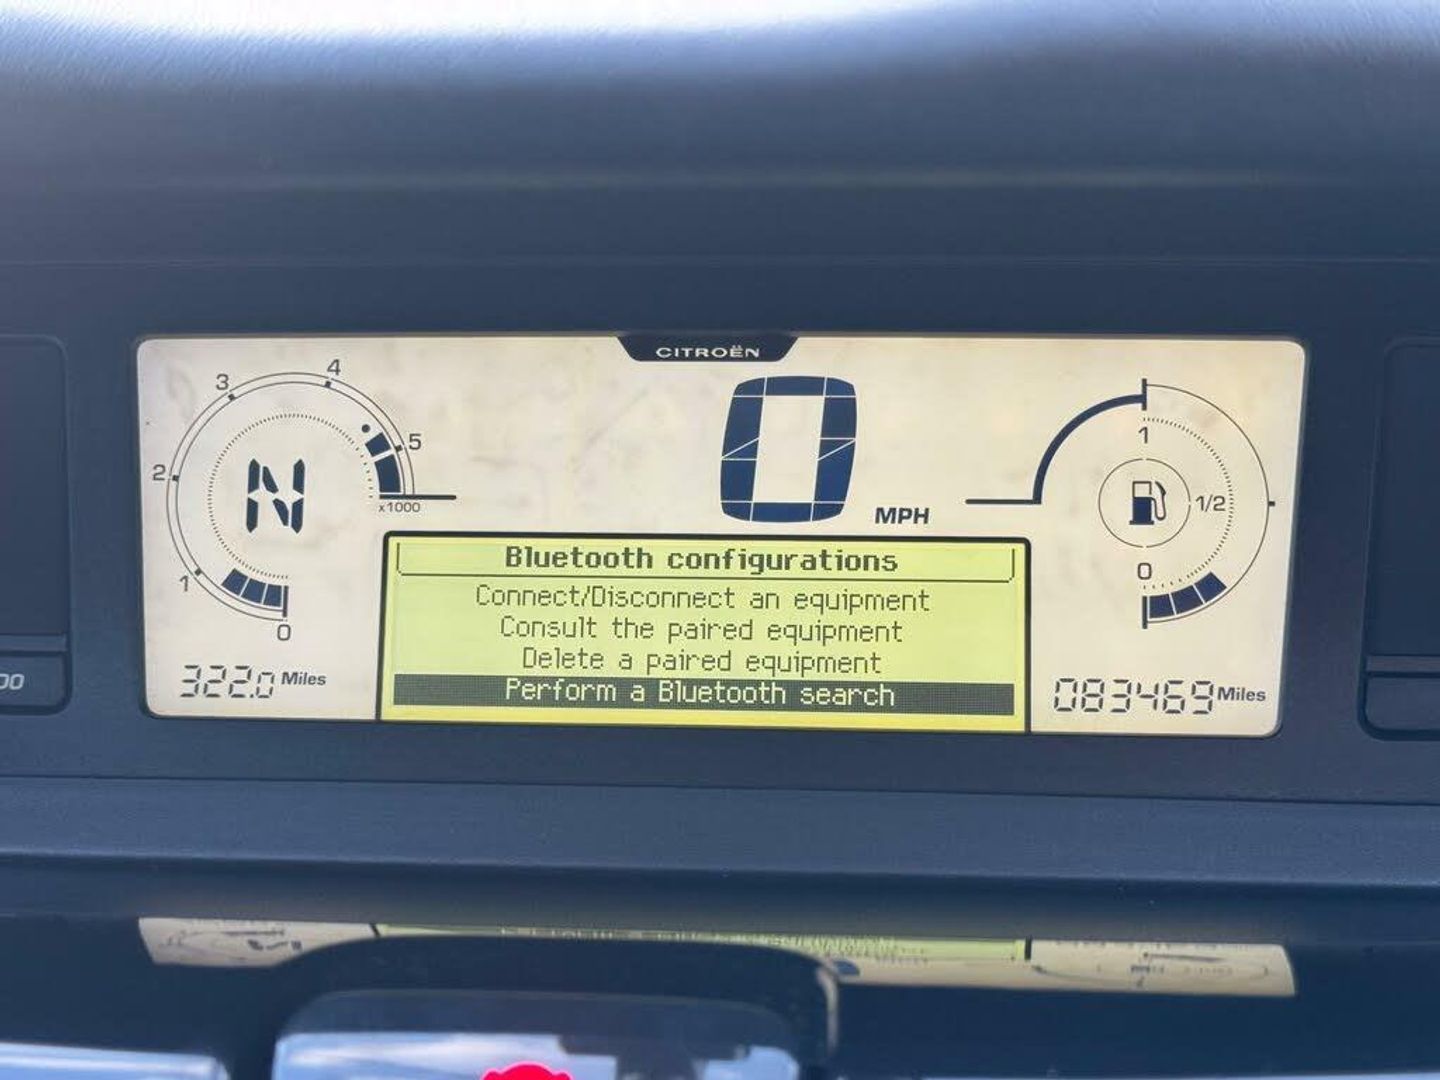 CITROËN
4
3
5
2
N
x1000
1
0
0
MPH
1
1/2
0
Bluetooth configurations
Connect/Disconnect an equipment
Consult the paired equipment
Delete a paired equipment
Perform a Bluetooth search
322.0 Miles
083469 Miles